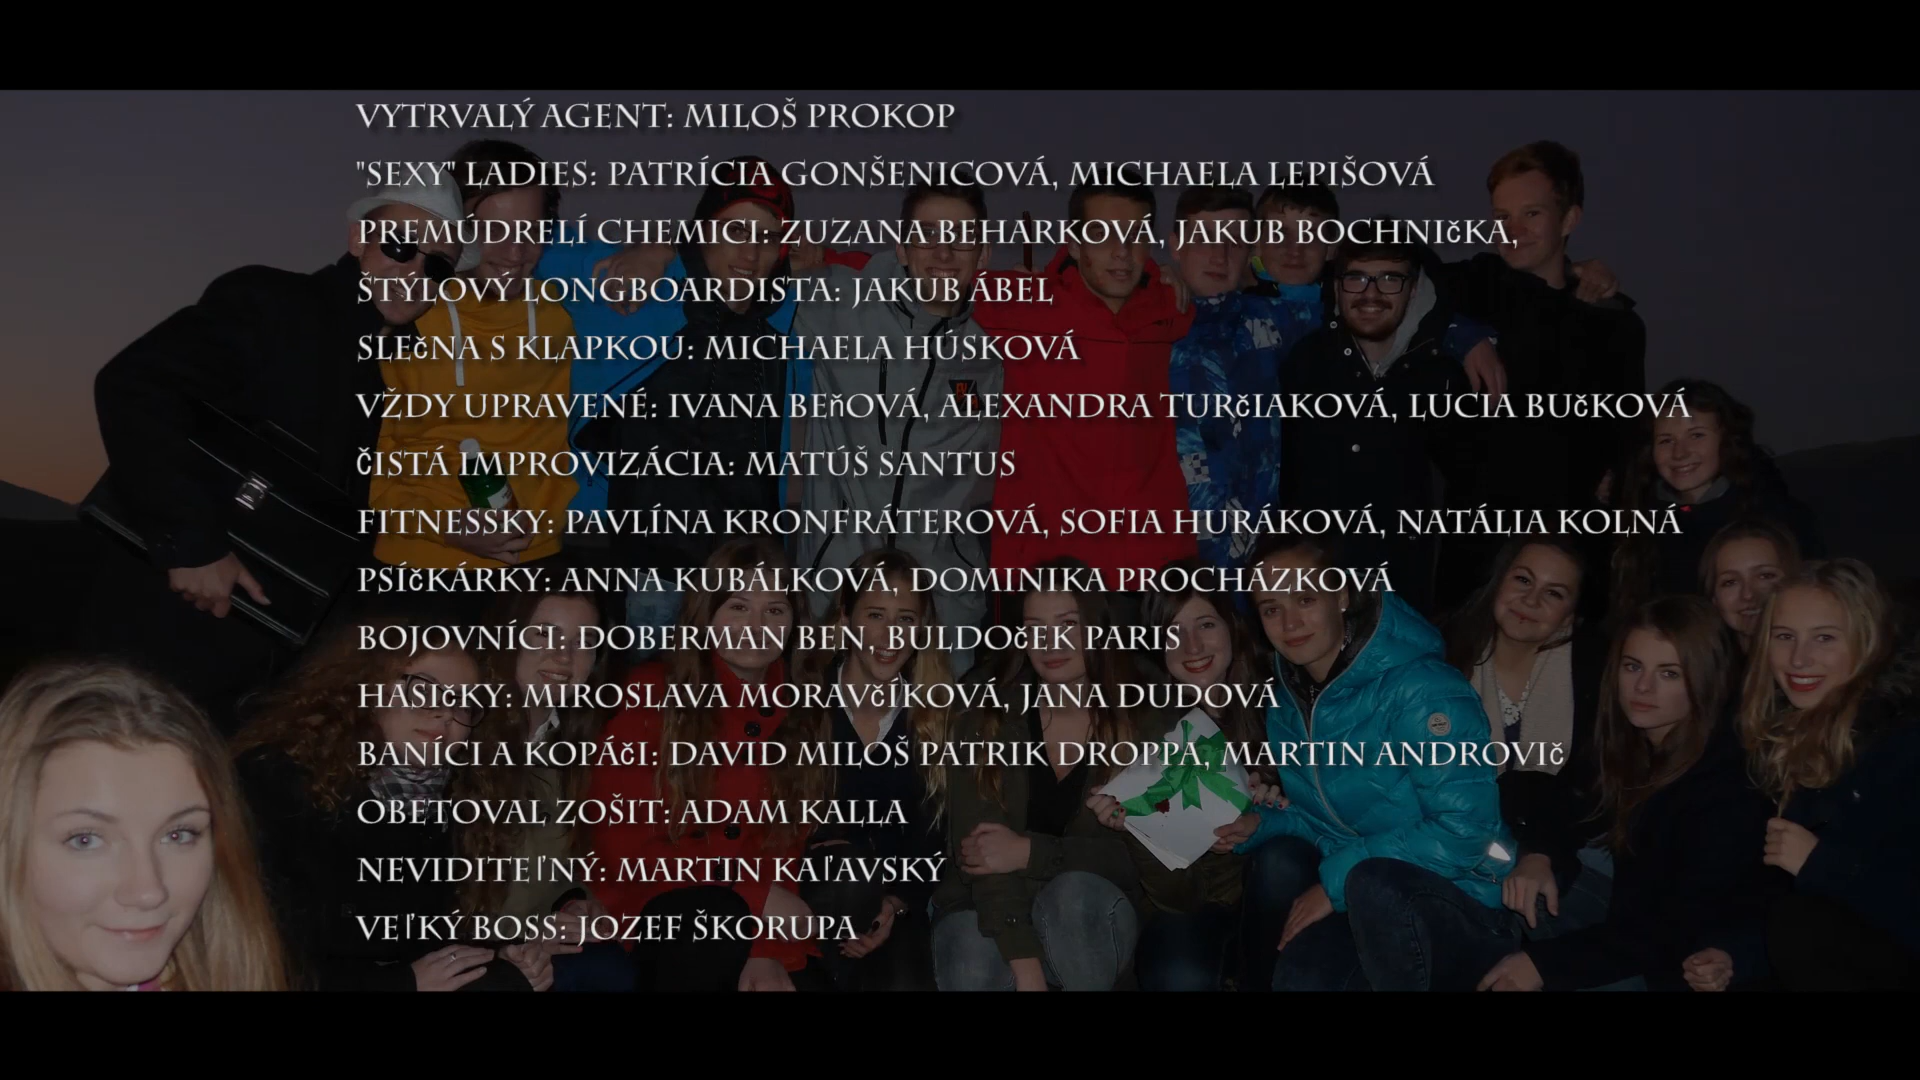 VYTRVALÝ AGENT: MILOŠ PROKOP
"SEXY" LADIES: PATRÍCIA GONŠENICOVÁ, MICHAELA LEPIŠOVÁ
PREMÚDRELÍ CHEMICI: ZUZANA BEHARKOVÁ, JAKUB BOCHNIčKA,
ŠTÝLOVÝ LONGBOARDISTA: JAKUB ÁBEL
SLEčNA S KLAPKOU: MICHAELA HÚSKOVÁ
VŽDY UPRAVENÉ: IVANA BEňOVÁ, ALEXANDRA TURčIAKOVÁ, LUCIA BUčKOVÁ
ČISTÁ IMPROVIZÁCIA: MATÚŠ SANTUS
FITNESSKY: PAVLÍNA KRONFRÁTEROVÁ, SOFIA HURÁKOVÁ, NATÁLIA KOLNÁ
PSÍčKÁRKY: ANNA KUBÁLKOVÁ, DOMINIKA PROCHÁZKOVÁ
BOJOVNÍCI: DOBERMAN BEN, BULDOčEK PARIS
HASIčKY: MIROSLAVA MORAVčÍKOVÁ, JANA DUDOVÁ
BANÍCI A KOPÁčI: DAVID MILOŠ PATRIK DROPPA, MARTIN ANDROVIč
OBETOVAL ZOŠIT: ADAM KALLA
NEVIDITEľNÝ: MARTIN KAľAVSKÝ
VEľKÝ BOSS: JOZEF ŠKORUPA